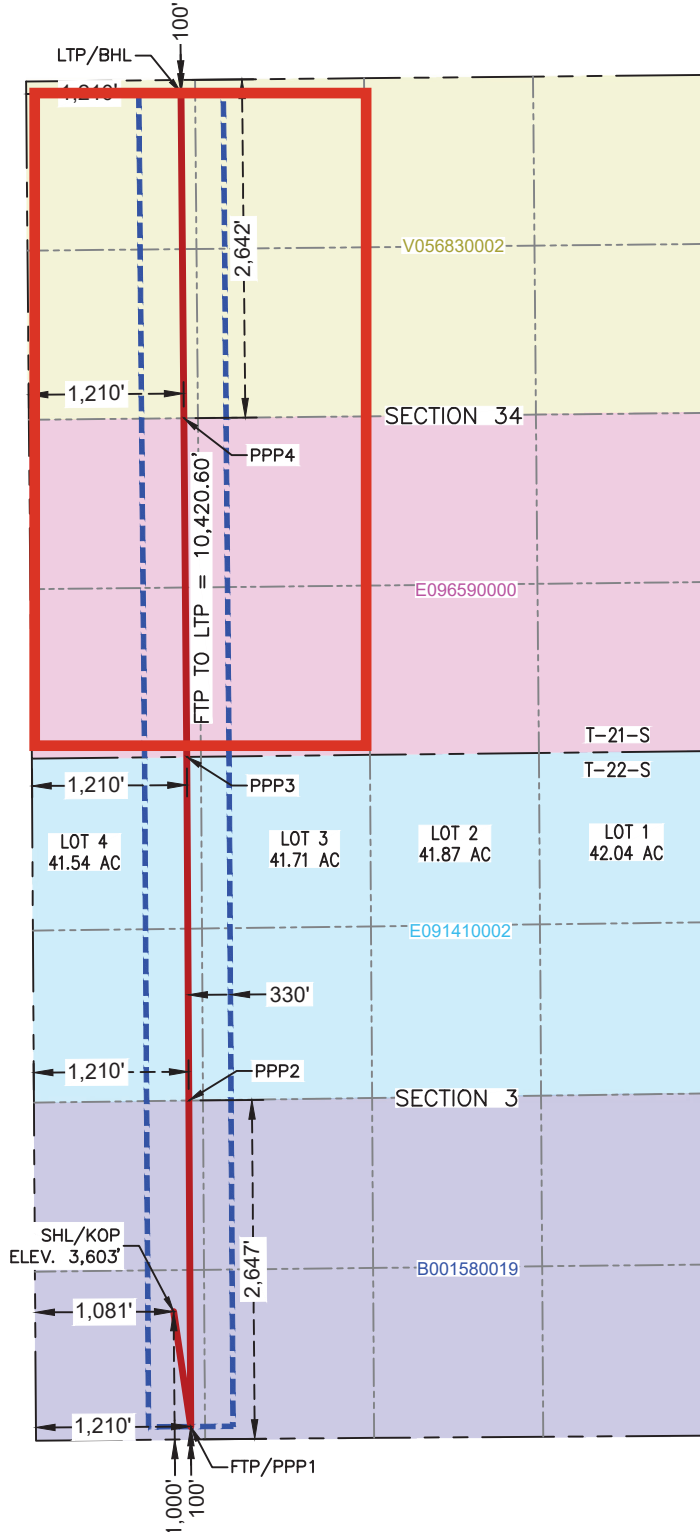 100'
LTP/BHL
1,210'
2,642'
V056830002
1,210'
SECTION 34
PPP4
FTP TO LTP = 10,420.60'
E096590000
T-21-S
T-22-S
1,210'
PPP3
LOT 4
41.54 AC
LOT 3
41.71 AC
LOT 2
41.87 AC
LOT 1
42.04 AC
E091410002
330'
1,210'
PPP2
SECTION 3
SHL/KOP
ELEV. 3,603'
2,647'
B001580019
1,081'
1,210'
FTP/PPP1
1,000'
100'